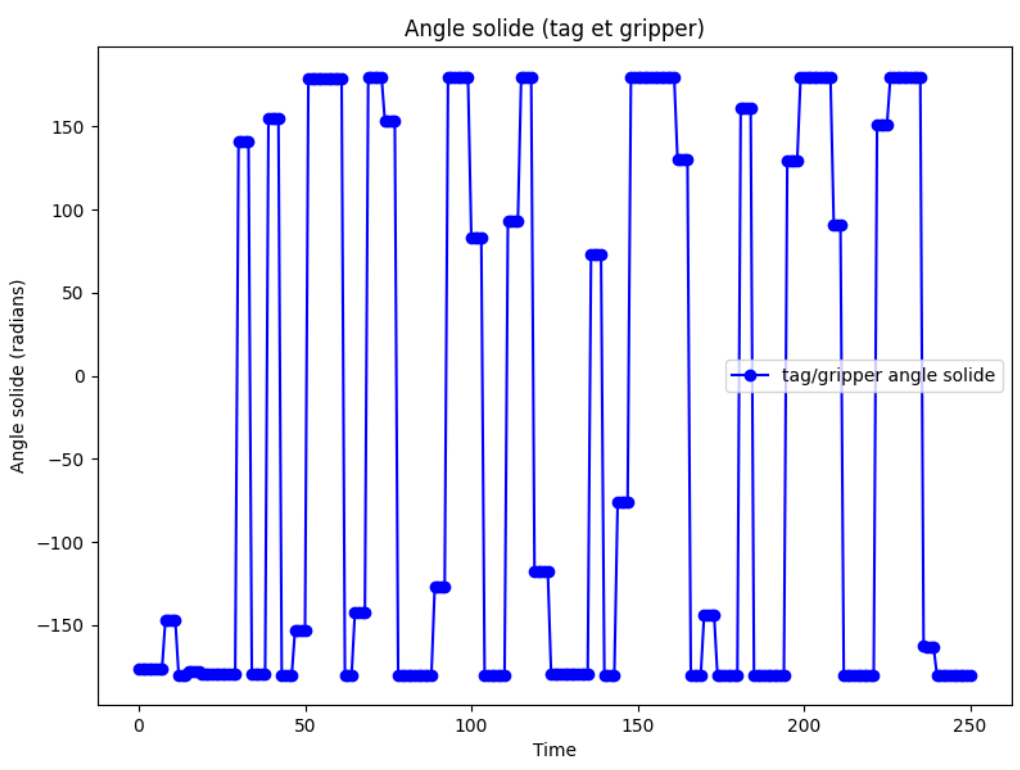 Angle solide (tag et gripper)
Angle solide (radians)
150
100
50
0
−50
−100
−150
tag/gripper angle solide
0 50 100 150 200 250
Time